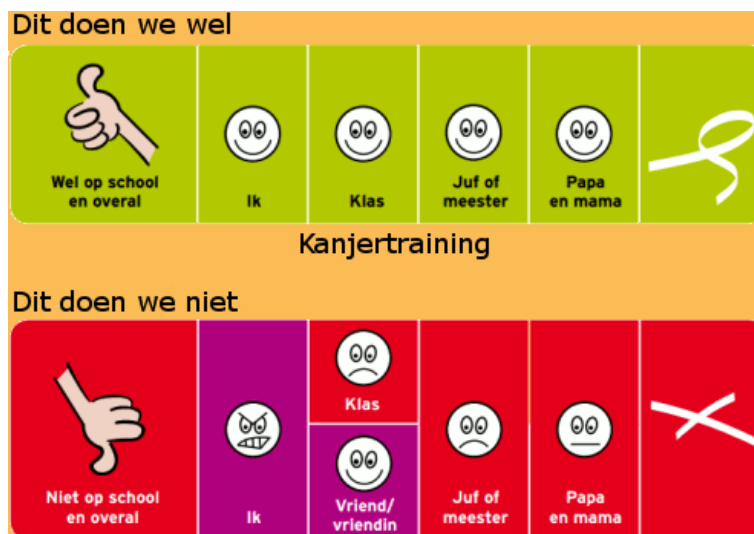 Dit doen we wel
Wel op school
en overal
Ik
Klas
Juf of
meester
Papa
en mama
Kanjertraining
Dit doen we niet
Niet op school
en overal
Ik
Klas
Vriend/
vriendin
Juf of
meester
Papa
en mama